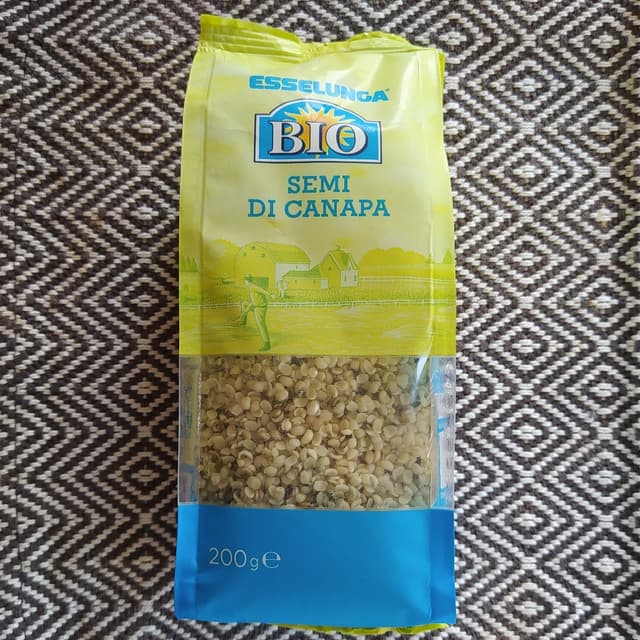 ESSELUNGA®
BIO
SEMI
DI CANAPA
200g ℮